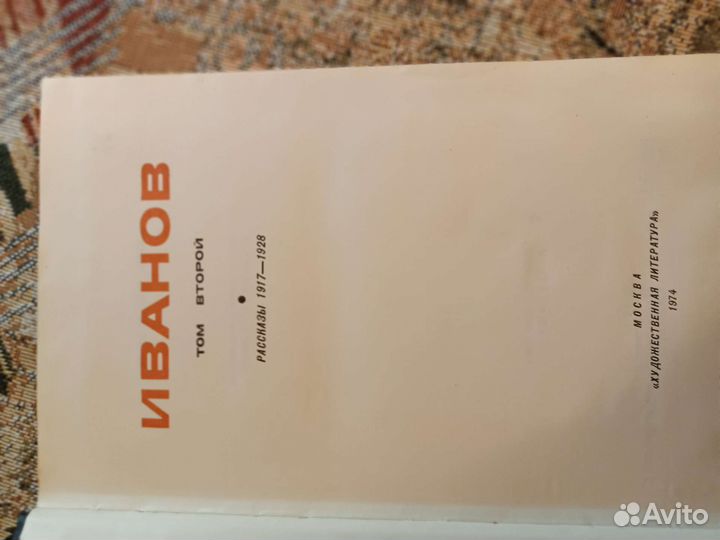 ИВАНОВ
ТОМ ВТОРОЙ
●
РАССКАЗЫ 1917—1928
МОСКВА
«ХУДОЖЕСТВЕННАЯ ЛИТЕРАТУРА»
1974
Avito